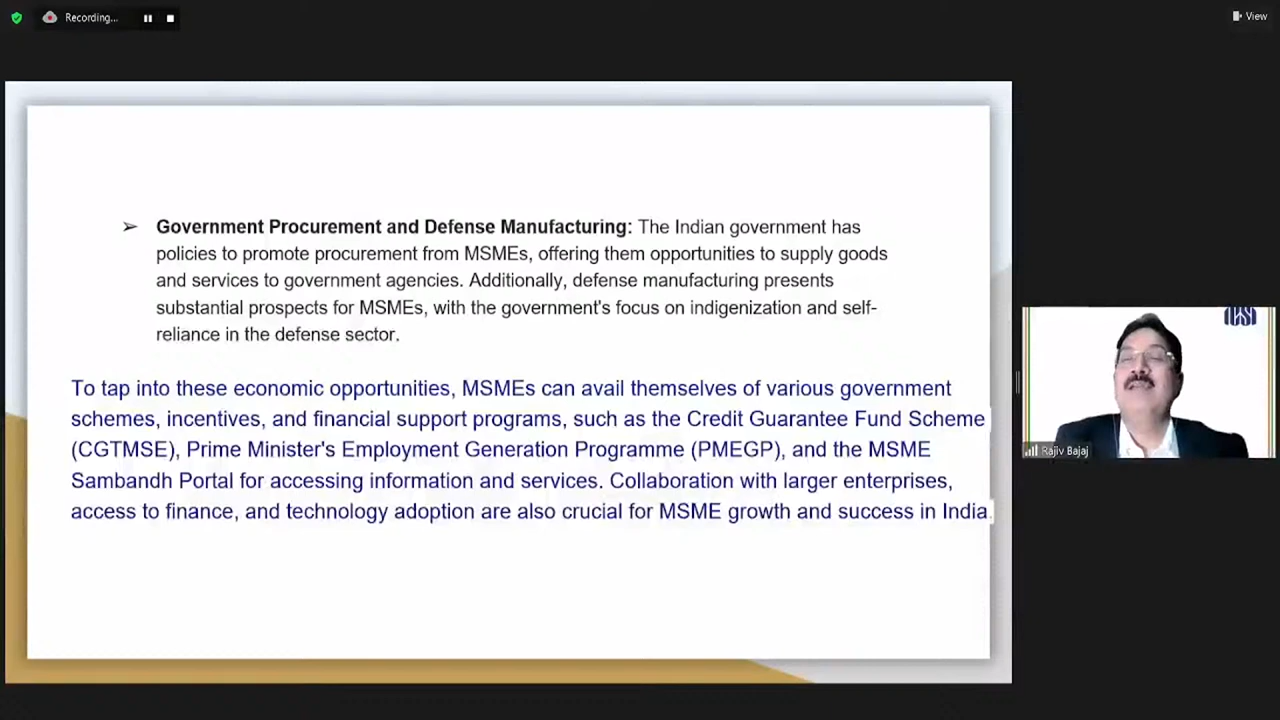 Recording...
View
➢ Government Procurement and Defense Manufacturing: The Indian government has
policies to promote procurement from MSMEs, offering them opportunities to supply goods
and services to government agencies. Additionally, defense manufacturing presents
substantial prospects for MSMEs, with the government's focus on indigenization and self-
reliance in the defense sector.
To tap into these economic opportunities, MSMEs can avail themselves of various government
schemes, incentives, and financial support programs, such as the Credit Guarantee Fund Scheme
(CGTMSE), Prime Minister's Employment Generation Programme (PMEGP), and the MSME
Sambandh Portal for accessing information and services. Collaboration with larger enterprises,
access to finance, and technology adoption are also crucial for MSME growth and success in India.
Rajiv Bajaj